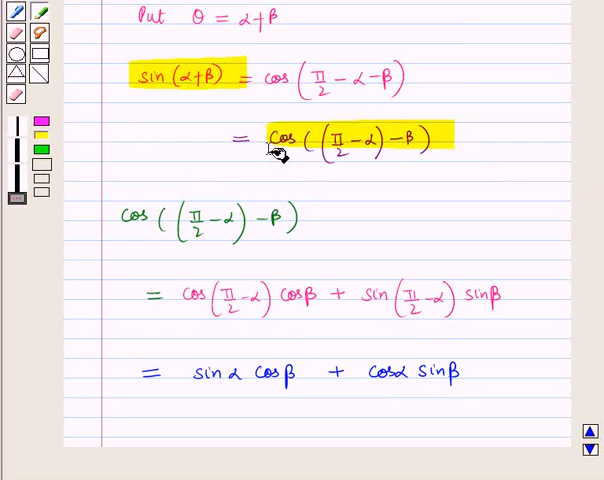 Put θ = α+β
sin (α+β) = cos (π/2 - α - β)
= cos ((π/2 - α) - β)
cos ((π/2 - α) - β)
= cos (π/2 - α) cosβ + sin (π/2 - α) sinβ
= sinα cosβ + cosα sinβ